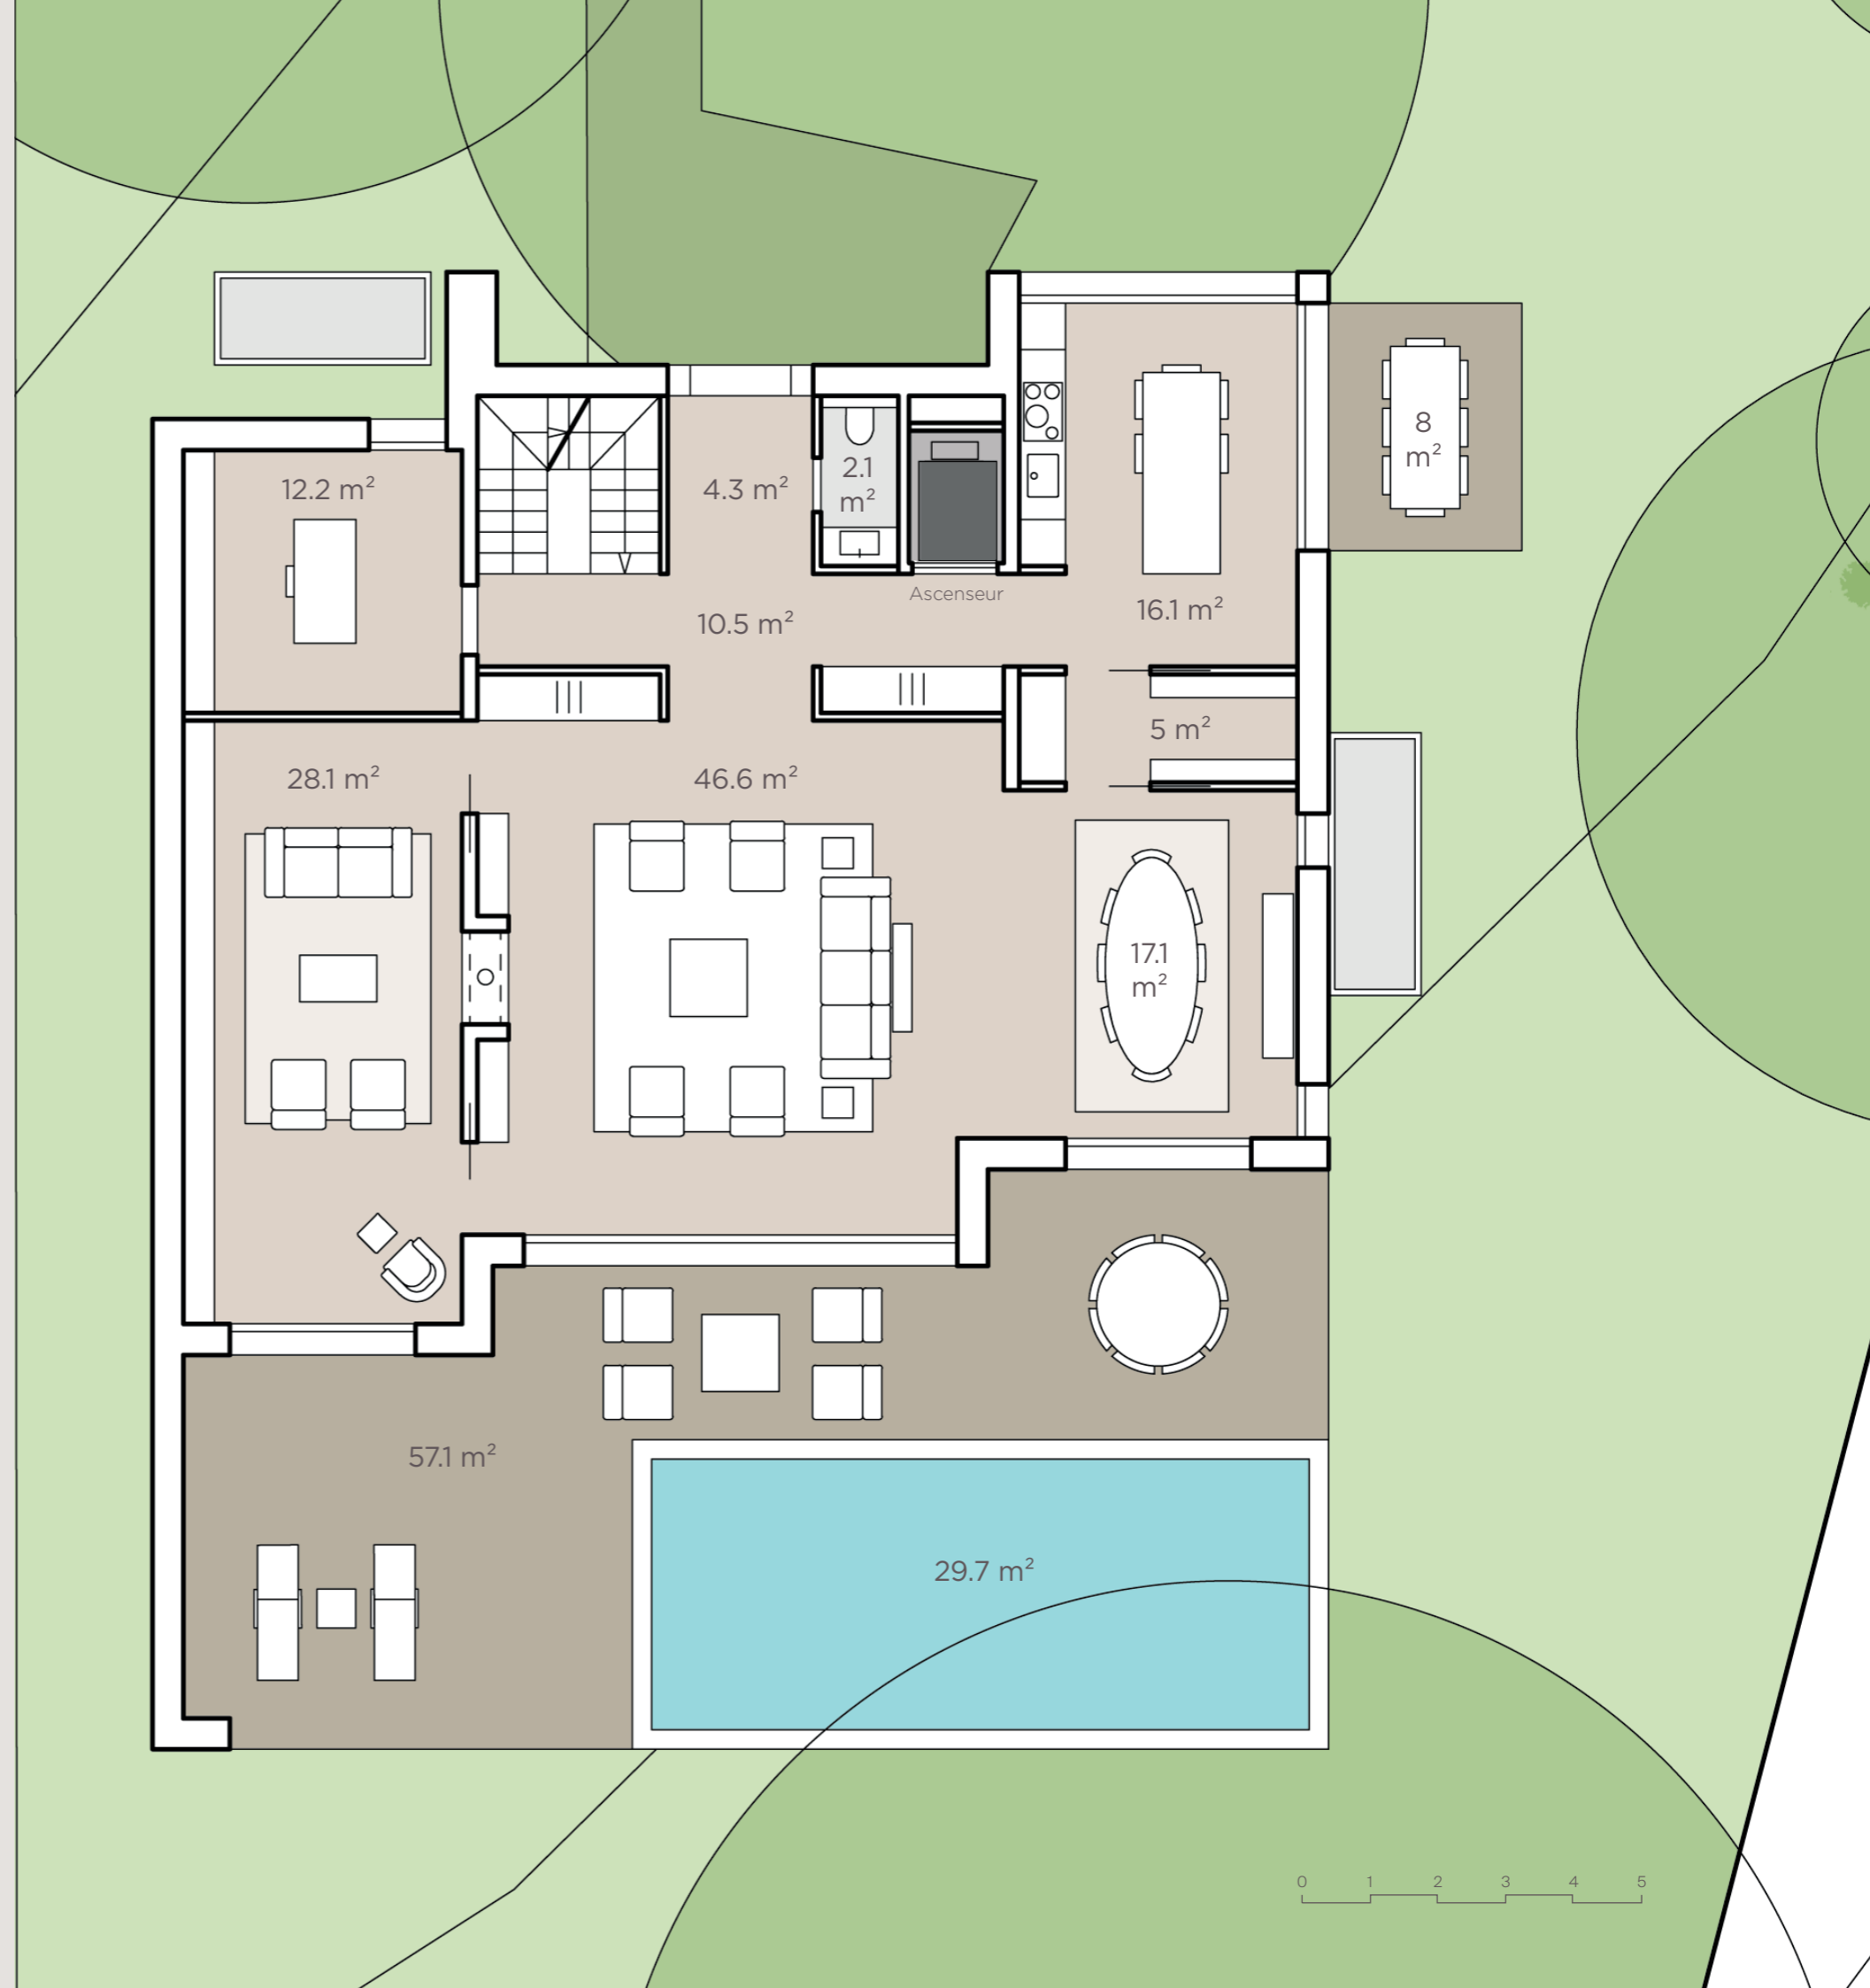 8
m²
12.2 m²
4.3 m²
2.1
m²
Ascenseur
10.5 m²
16.1 m²
5 m²
28.1 m²
46.6 m²
17.1
m²
57.1 m²
29.7 m²
0 1 2 3 4 5